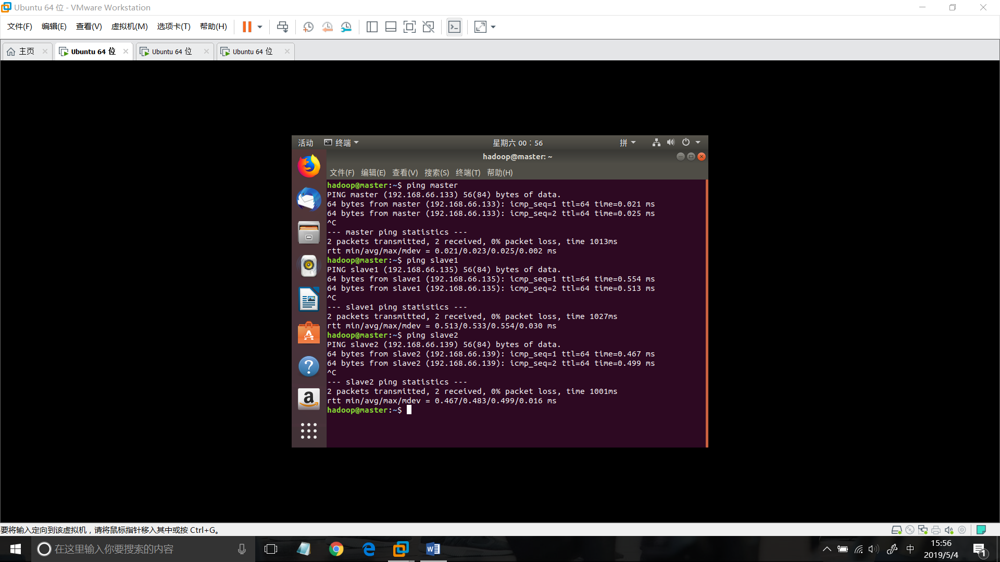 Ubuntu 64 位 - VMware Workstation
文件(F) 编辑(E) 查看(V) 虚拟机(M) 选项卡(T) 帮助(H)
主页 Ubuntu 64 位 Ubuntu 64 位 Ubuntu 64 位
活动 终端 星期六 00：56 拼
hadoop@master: ~
文件(F) 编辑(E) 查看(V) 搜索(S) 终端(T) 帮助(H)
hadoop@master:~$ ping master
PING master (192.168.66.133) 56(84) bytes of data.
64 bytes from master (192.168.66.133): icmp_seq=1 ttl=64 time=0.021 ms
64 bytes from master (192.168.66.133): icmp_seq=2 ttl=64 time=0.025 ms
^C
--- master ping statistics ---
2 packets transmitted, 2 received, 0% packet loss, time 1013ms
rtt min/avg/max/mdev = 0.021/0.023/0.025/0.002 ms
hadoop@master:~$ ping slave1
PING slave1 (192.168.66.135) 56(84) bytes of data.
64 bytes from slave1 (192.168.66.135): icmp_seq=1 ttl=64 time=0.554 ms
64 bytes from slave1 (192.168.66.135): icmp_seq=2 ttl=64 time=0.513 ms
^C
--- slave1 ping statistics ---
2 packets transmitted, 2 received, 0% packet loss, time 1027ms
rtt min/avg/max/mdev = 0.513/0.533/0.554/0.030 ms
hadoop@master:~$ ping slave2
PING slave2 (192.168.66.139) 56(84) bytes of data.
64 bytes from slave2 (192.168.66.139): icmp_seq=1 ttl=64 time=0.467 ms
64 bytes from slave2 (192.168.66.139): icmp_seq=2 ttl=64 time=0.499 ms
^C
--- slave2 ping statistics ---
2 packets transmitted, 2 received, 0% packet loss, time 1001ms
rtt min/avg/max/mdev = 0.467/0.483/0.499/0.016 ms
hadoop@master:~$
要将输入定向到该虚拟机，请将鼠标指针移入其中或按 Ctrl+G。
在这里输入你要搜索的内容
中
15:56
2019/5/4
1